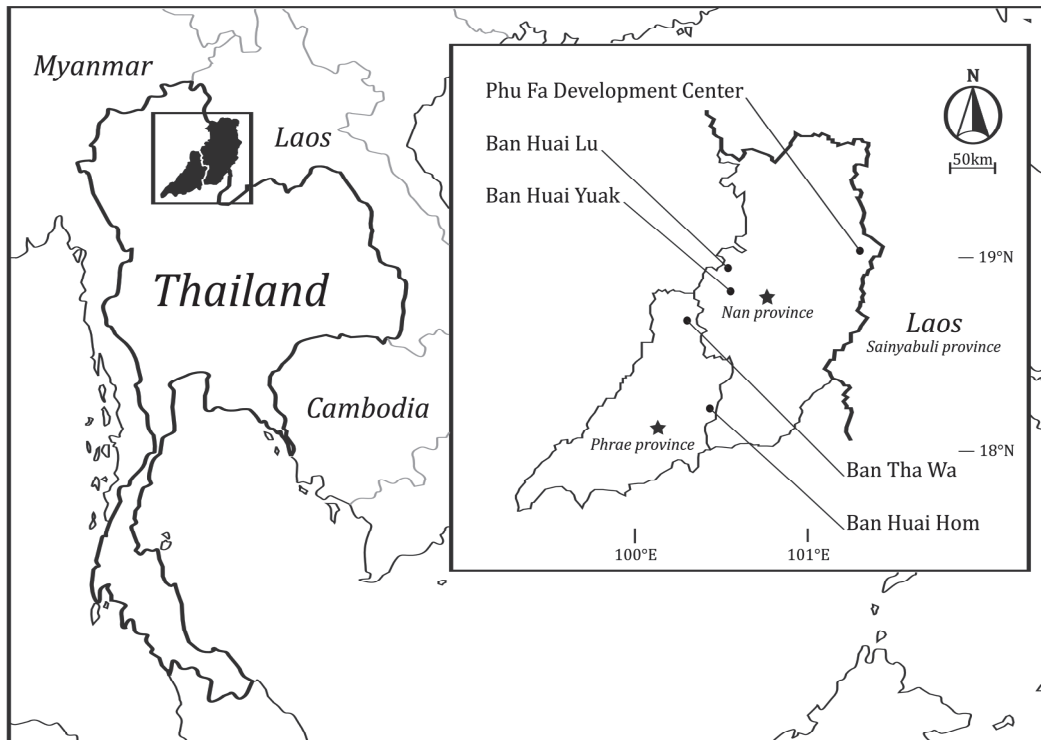 Myanmar
Laos
Thailand
Cambodia
Phu Fa Development Center
Ban Huai Lu
Ban Huai Yuak
N
50km
19°N
Nan province
Laos
Sainyabuli province
Phrae province
18°N
Ban Tha Wa
Ban Huai Hom
100°E
101°E